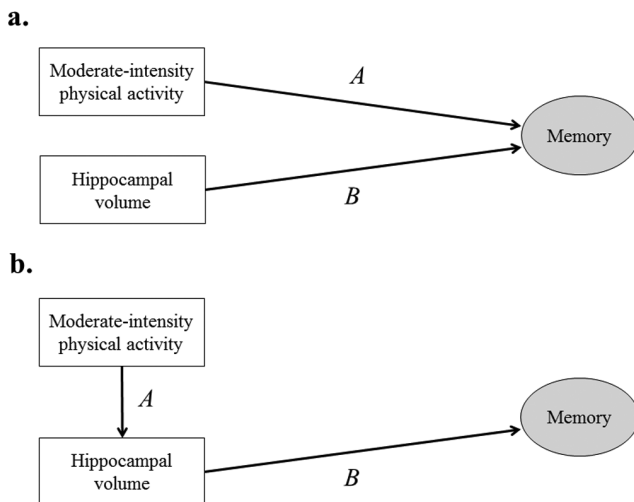 a.
Moderate-intensity
physical activity
A
Memory
Hippocampal
volume
B
b.
Moderate-intensity
physical activity
A
Memory
Hippocampal
volume
B